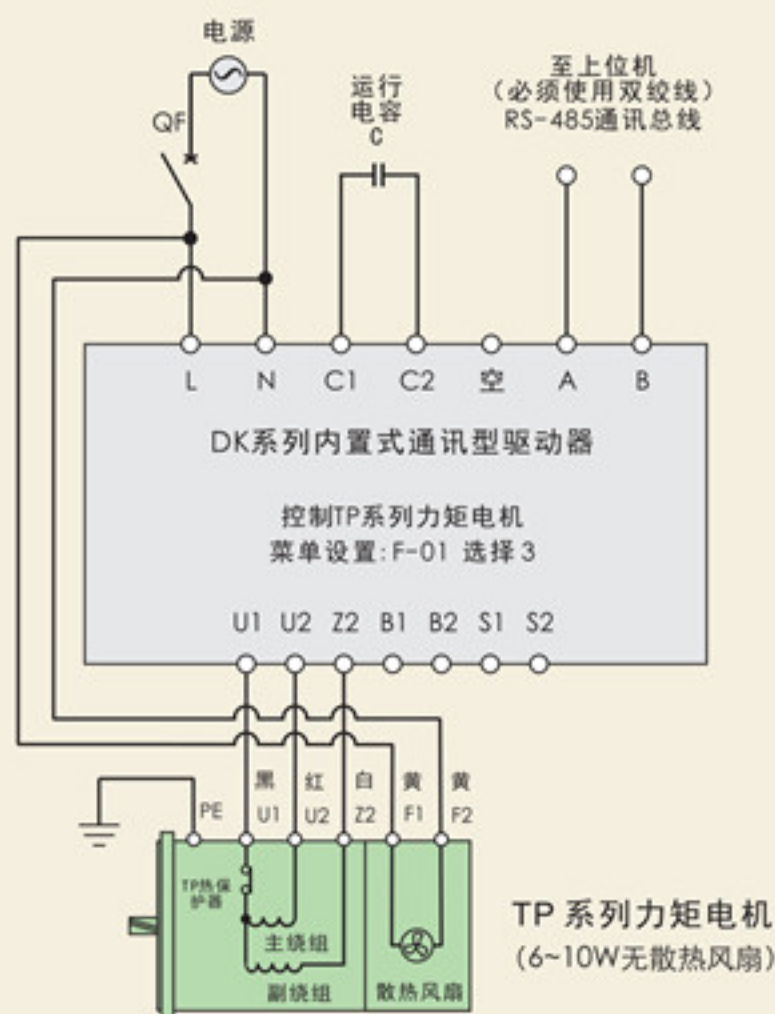 电源
QF
运行
电容
C
至上位机
（必须使用双绞线）
RS-485通讯总线
L N C1 C2 空 A B
DK系列内置式通讯型驱动器
控制TP系列力矩电机
菜单设置:F-01 选择3
U1 U2 Z2 B1 B2 S1 S2
黑 红 白 黄 黄
PE U1 U2 Z2 F1 F2
TP热保
护器
主绕组
副绕组
散热风扇
TP 系列力矩电机
(6~10W无散热风扇)